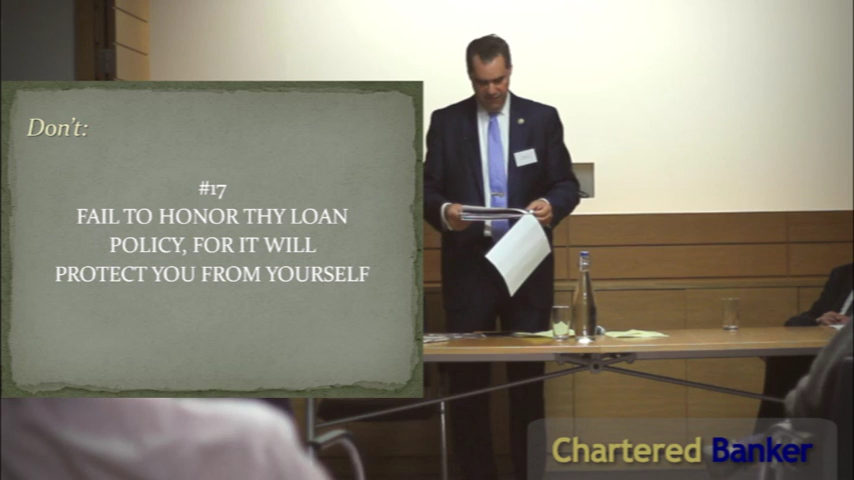 Don't:
#17
FAIL TO HONOR THY LOAN
POLICY, FOR IT WILL
PROTECT YOU FROM YOURSELF
Chartered Banker